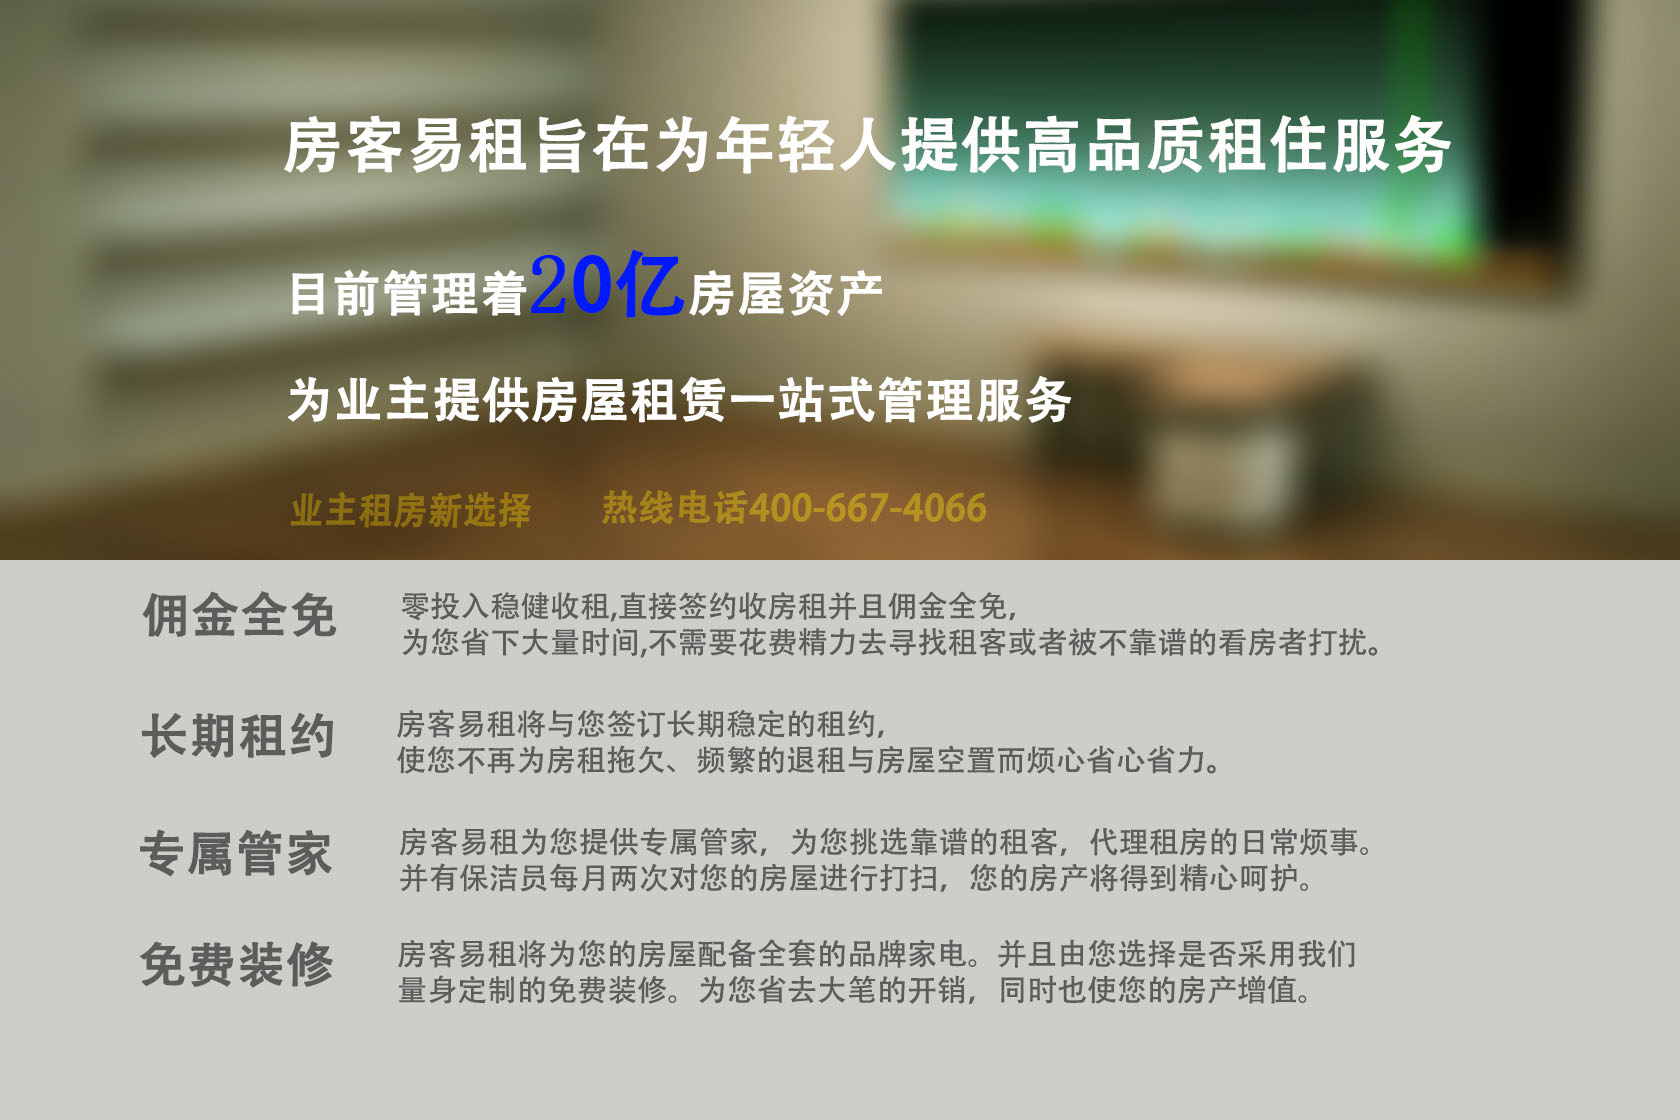 房客易租旨在为年轻人提供高品质租住服务
目前管理着20亿房屋资产
为业主提供房屋租赁一站式管理服务
业主租房新选择 热线电话400-667-4066
佣金全免
零投入稳健收租,直接签约收房租并且佣金全免,
为您省下大量时间,不需要花费精力去寻找租客或者被不靠谱的看房者打扰。
长期租约
房客易租将与您签订长期稳定的租约,
使您不再为房租拖欠、频繁的退租与房屋空置而烦心省心省力。
专属管家
房客易租为您提供专属管家，为您挑选靠谱的租客，代理租房的日常烦事。
并有保洁员每月两次对您的房屋进行打扫，您的房产将得到精心呵护。
免费装修
房客易租将为您的房屋配备全套的品牌家电。并且由您选择是否采用我们
量身定制的免费装修。为您省去大笔的开销，同时也使您的房产增值。